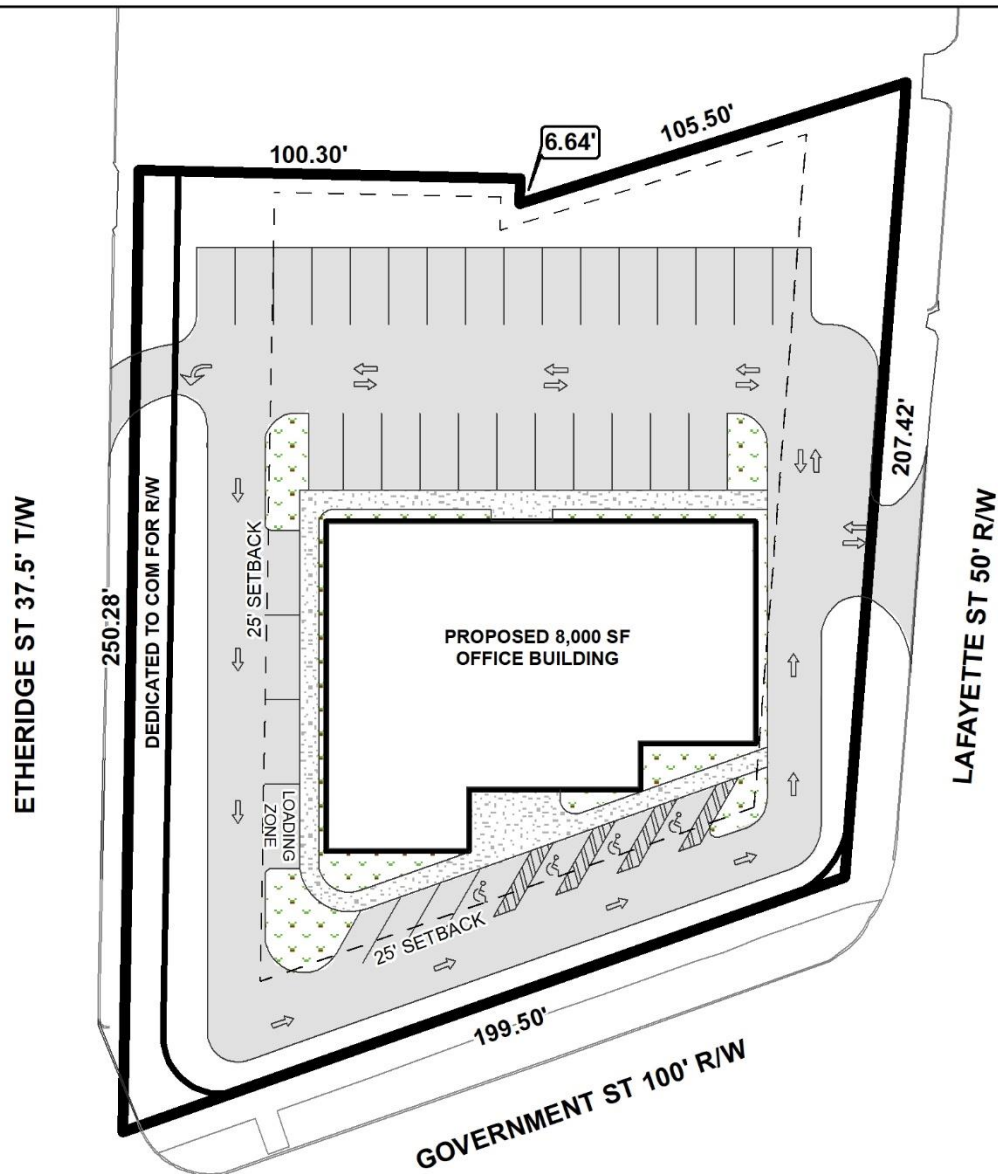 100.30'
6.64'
105.50'
207.42'
250.28'
DEDICATED TO COM FOR R/W
25' SETBACK
ETHERIDGE ST 37.5' T/W
LAFAYETTE ST 50' R/W
PROPOSED 8,000 SF
OFFICE BUILDING
LOADING
ZONE
25' SETBACK
199.50'
GOVERNMENT ST 100' R/W